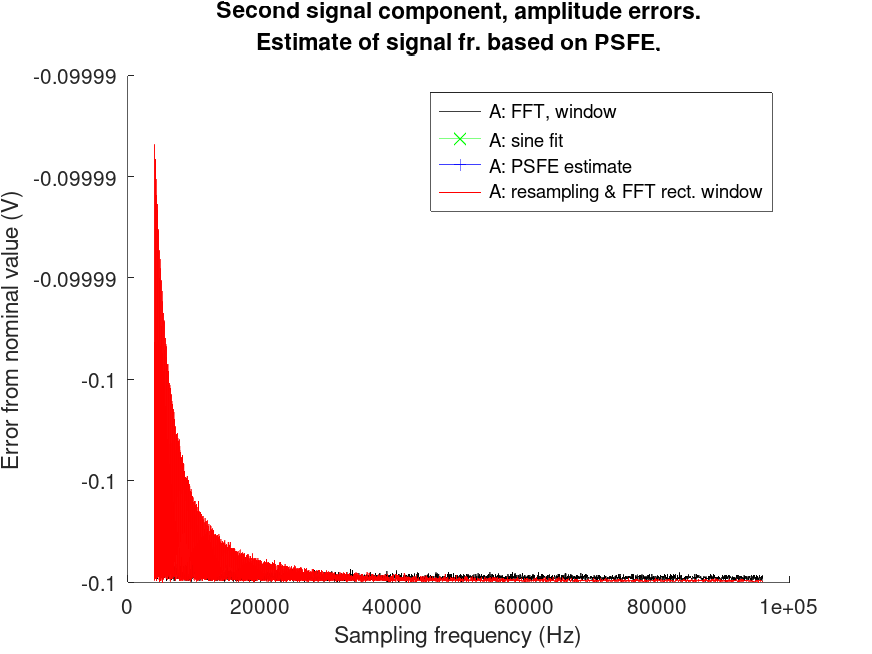 Second signal component, amplitude errors.
Estimate of signal fr. based on PSFE.
-0.09999
-0.09999
-0.09999
-0.1
-0.1
-0.1
Error from nominal value (V)
A: FFT, window
A: sine fit
A: PSFE estimate
A: resampling & FFT rect. window
0 20000 40000 60000 80000 1e+05
Sampling frequency (Hz)